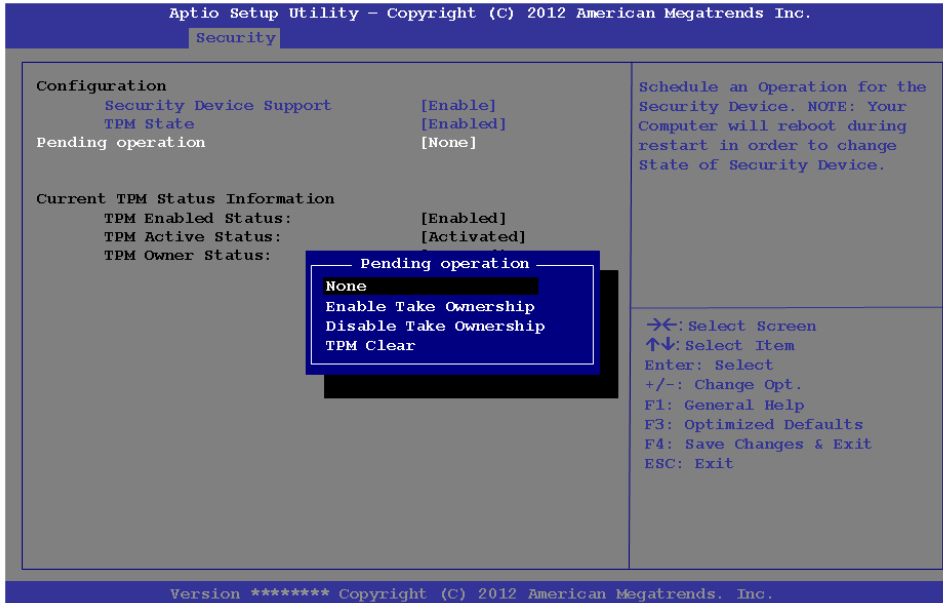 Aptio Setup Utility – Copyright (C) 2012 American Megatrends Inc.
Security
Configuration
Security Device Support [Enable]
TPM State [Enabled]
Pending operation [None]
Current TPM Status Information
TPM Enabled Status: [Enabled]
TPM Active Status: [Activated]
TPM Owner Status:
Pending operation
None
Enable Take Ownership
Disable Take Ownership
TPM Clear
Schedule an Operation for the
Security Device. NOTE: Your
Computer will reboot during
restart in order to change
State of Security Device.
→←: Select Screen
↑↓: Select Item
Enter: Select
+/-: Change Opt.
F1: General Help
F3: Optimized Defaults
F4: Save Changes & Exit
ESC: Exit
Version ******** Copyright (C) 2012 American Megatrends. Inc.